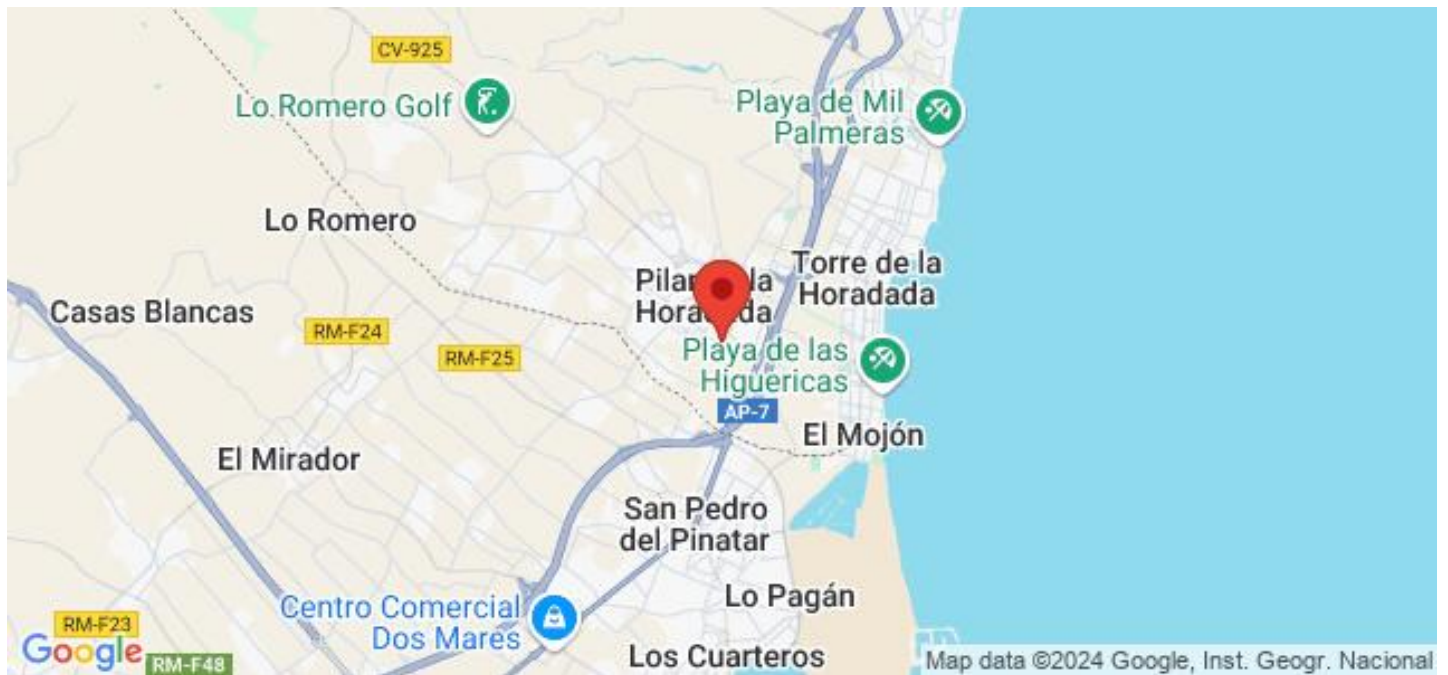 CV-925
Lo Romero Golf
Playa de Mil
Palmeras
Lo Romero
Torre de la
Horadada
Casas Blancas
RM-F24
RM-F25
Playa de las
Higuericas
AP-7
El Mojón
El Mirador
San Pedro
del Pinatar
Centro Comercial
Dos Mares
Lo Pagán
RM-F23
Google
RM-F48
Los Cuarteros
Map data ©2024 Google, Inst. Geogr. Nacional